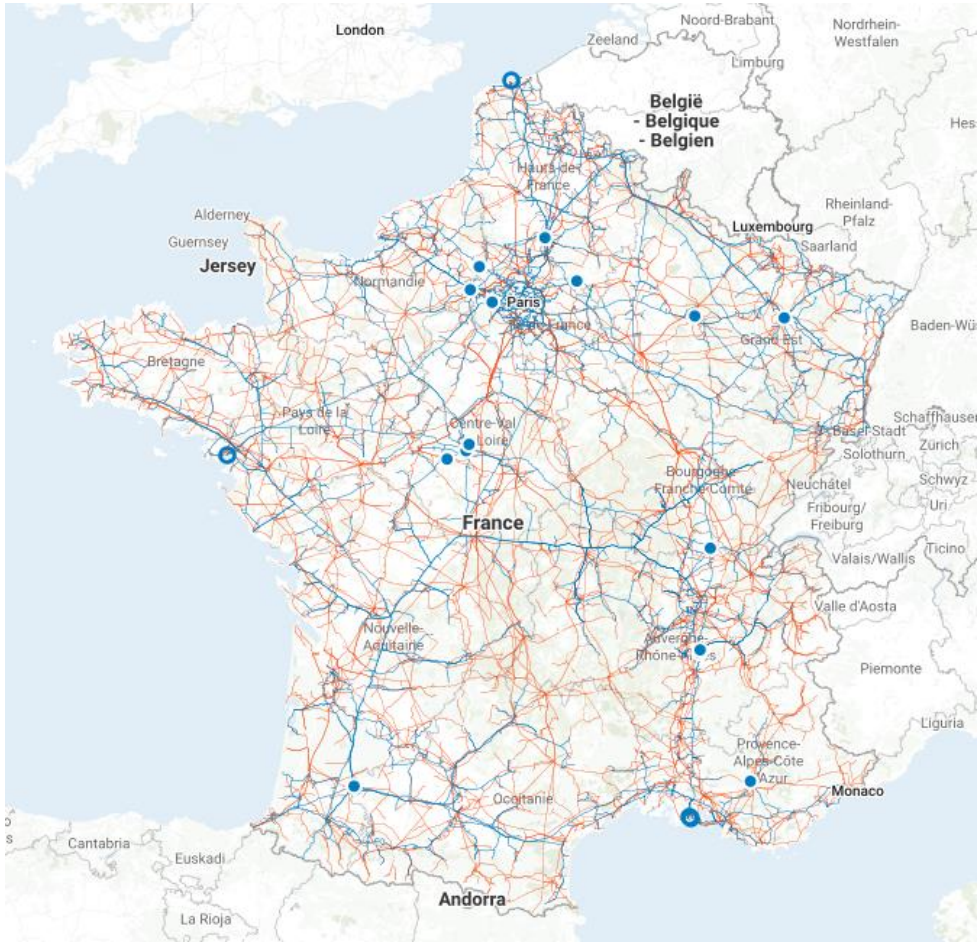 Noord-Brabant
Nordrhein-
Westfalen
London
Zeeland
Limburg
België
- Belgique
- Belgien
Hes
Hauts-de-
France
Rheinland-
Pfalz
Alderney
Luxembourg
Guernsey
Saarland
Jersey
Normandie
Paris
Île-de-France
Baden-Wü
Grand Est
Bretagne
Pays de la
Loire
Centre-Val
Loire
Schaffhausen
Basel-Stadt
Zürich
Solothurn
Bourgogne-
Franche-Comté
Neuchâtel
Schwyz
Fribourg/
Freiburg
Uri
France
Valais/Wallis
Ticino
Valle d'Aosta
Nouvelle-
Aquitaine
Auvergne-
Piemonte
Liguria
Provence-
Alpes-Côte
Azur
Monaco
Occitanie
Cantabria
Euskadi
Andorra
La Rioja